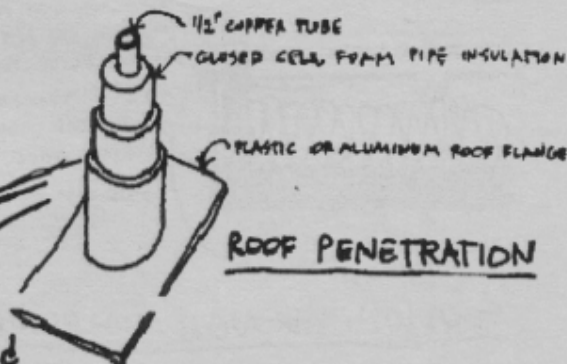 1/2" COPPER TUBE
CLOSED CELL FOAM PIPE INSULATION
PLASTIC OR ALUMINUM ROOF FLANGE
ROOF PENETRATION
d